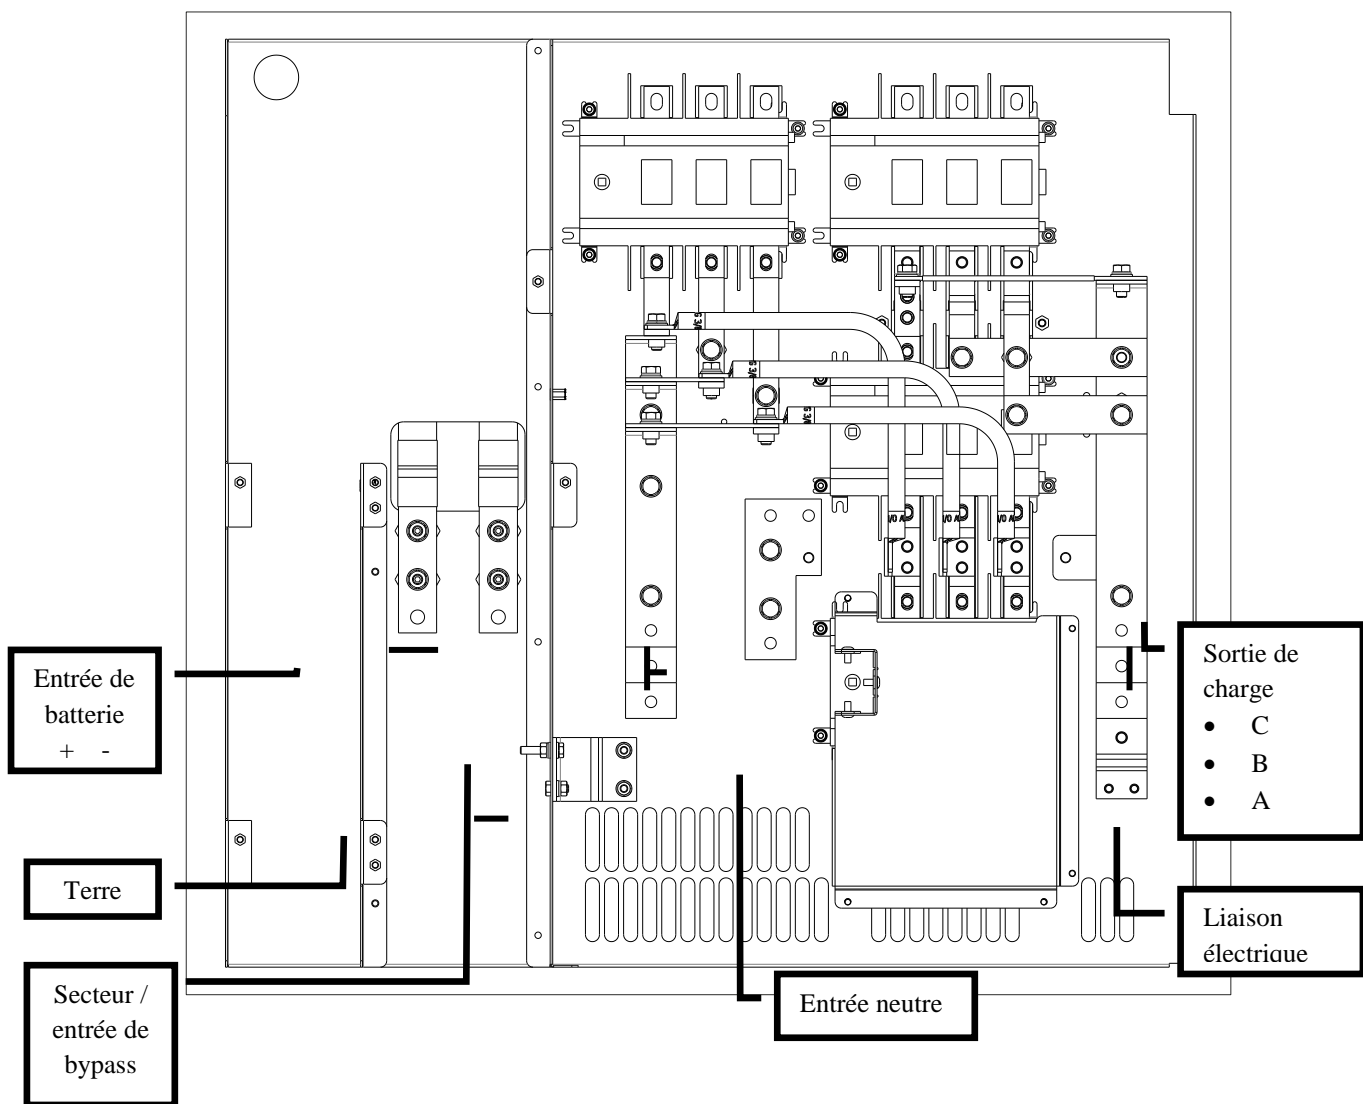 Entrée de
batterie
+ -
Terre
Secteur /
entrée de
bypass
Entrée neutre
Sortie de
charge
• C
• B
• A
Liaison
électrique